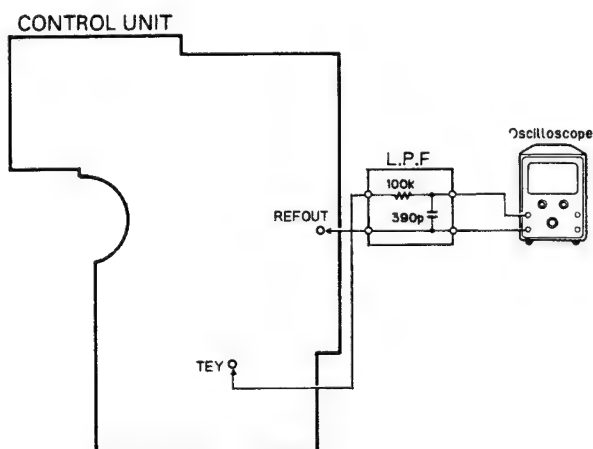 CONTROL UNIT
Oscilloscope
L.P.F
100k
390p
REFOUT
TEY